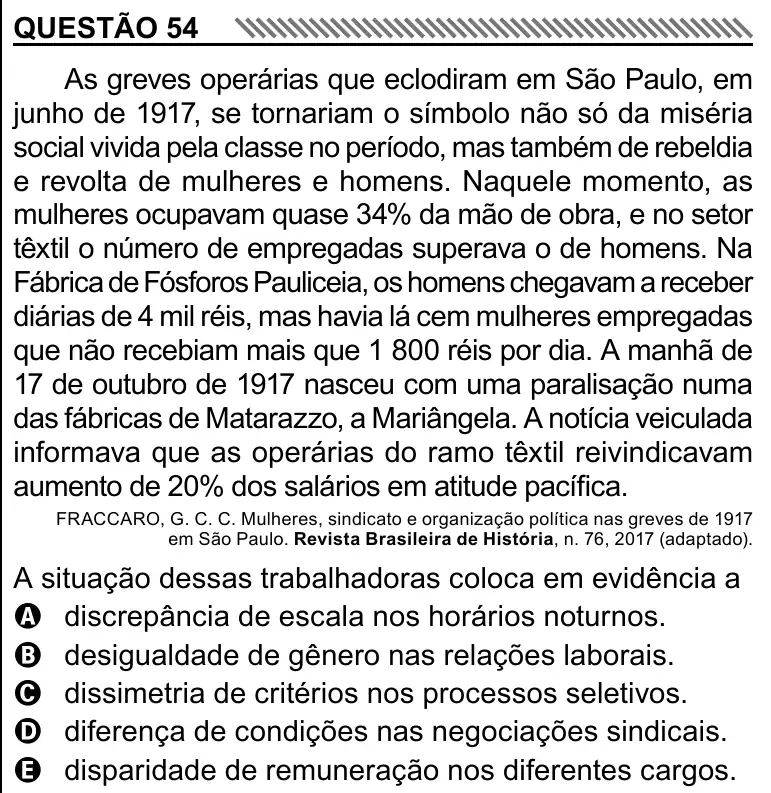 QUESTÃO 54
As greves operárias que eclodiram em São Paulo, em
junho de 1917, se tornariam o símbolo não só da miséria
social vivida pela classe no período, mas também de rebeldia
e revolta de mulheres e homens. Naquele momento, as
mulheres ocupavam quase 34% da mão de obra, e no setor
têxtil o número de empregadas superava o de homens. Na
Fábrica de Fósforos Pauliceia, os homens chegavam a receber
diárias de 4 mil réis, mas havia lá cem mulheres empregadas
que não recebiam mais que 1 800 réis por dia. A manhã de
17 de outubro de 1917 nasceu com uma paralisação numa
das fábricas de Matarazzo, a Mariângela. A notícia veiculada
informava que as operárias do ramo têxtil reivindicavam
aumento de 20% dos salários em atitude pacífica.
FRACCARO, G. C. C. Mulheres, sindicato e organização política nas greves de 1917
em São Paulo. Revista Brasileira de História, n. 76, 2017 (adaptado).
A situação dessas trabalhadoras coloca em evidência a
A discrepância de escala nos horários noturnos.
B desigualdade de gênero nas relações laborais.
C dissimetria de critérios nos processos seletivos.
D diferença de condições nas negociações sindicais.
E disparidade de remuneração nos diferentes cargos.